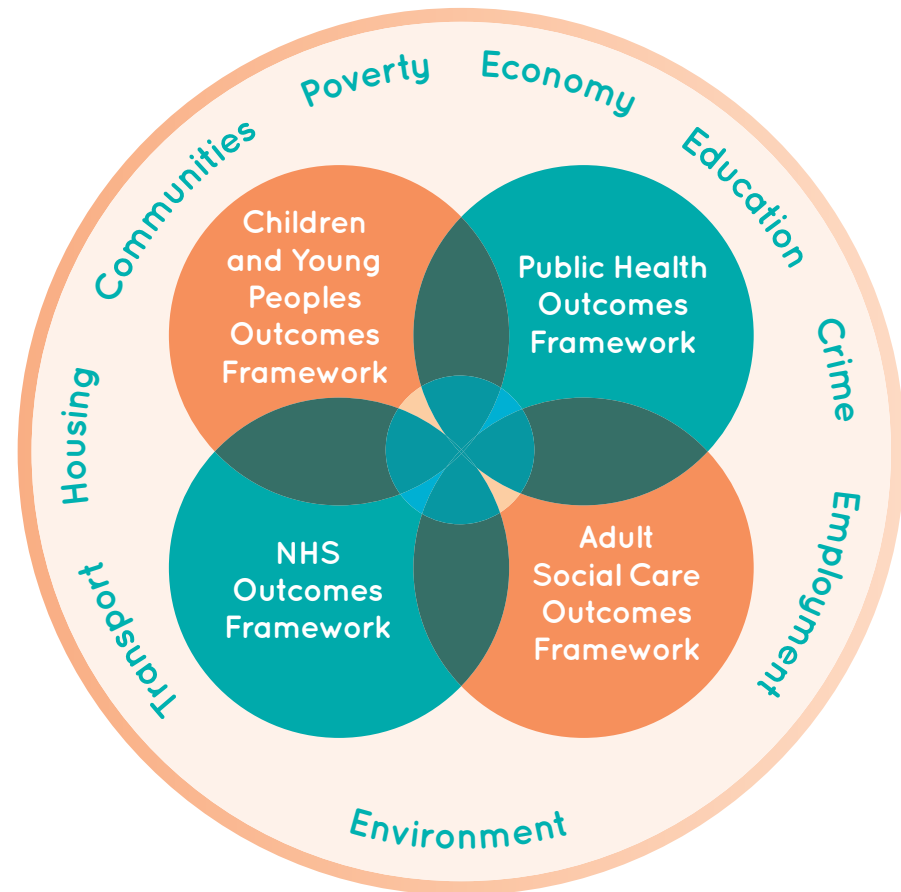 Poverty
Economy
Education
Crime
Employment
Environment
Transport
Housing
Communities
Children
and Young
Peoples
Outcomes
Framework
Public Health
Outcomes
Framework
NHS
Outcomes
Framework
Adult
Social Care
Outcomes
Framework